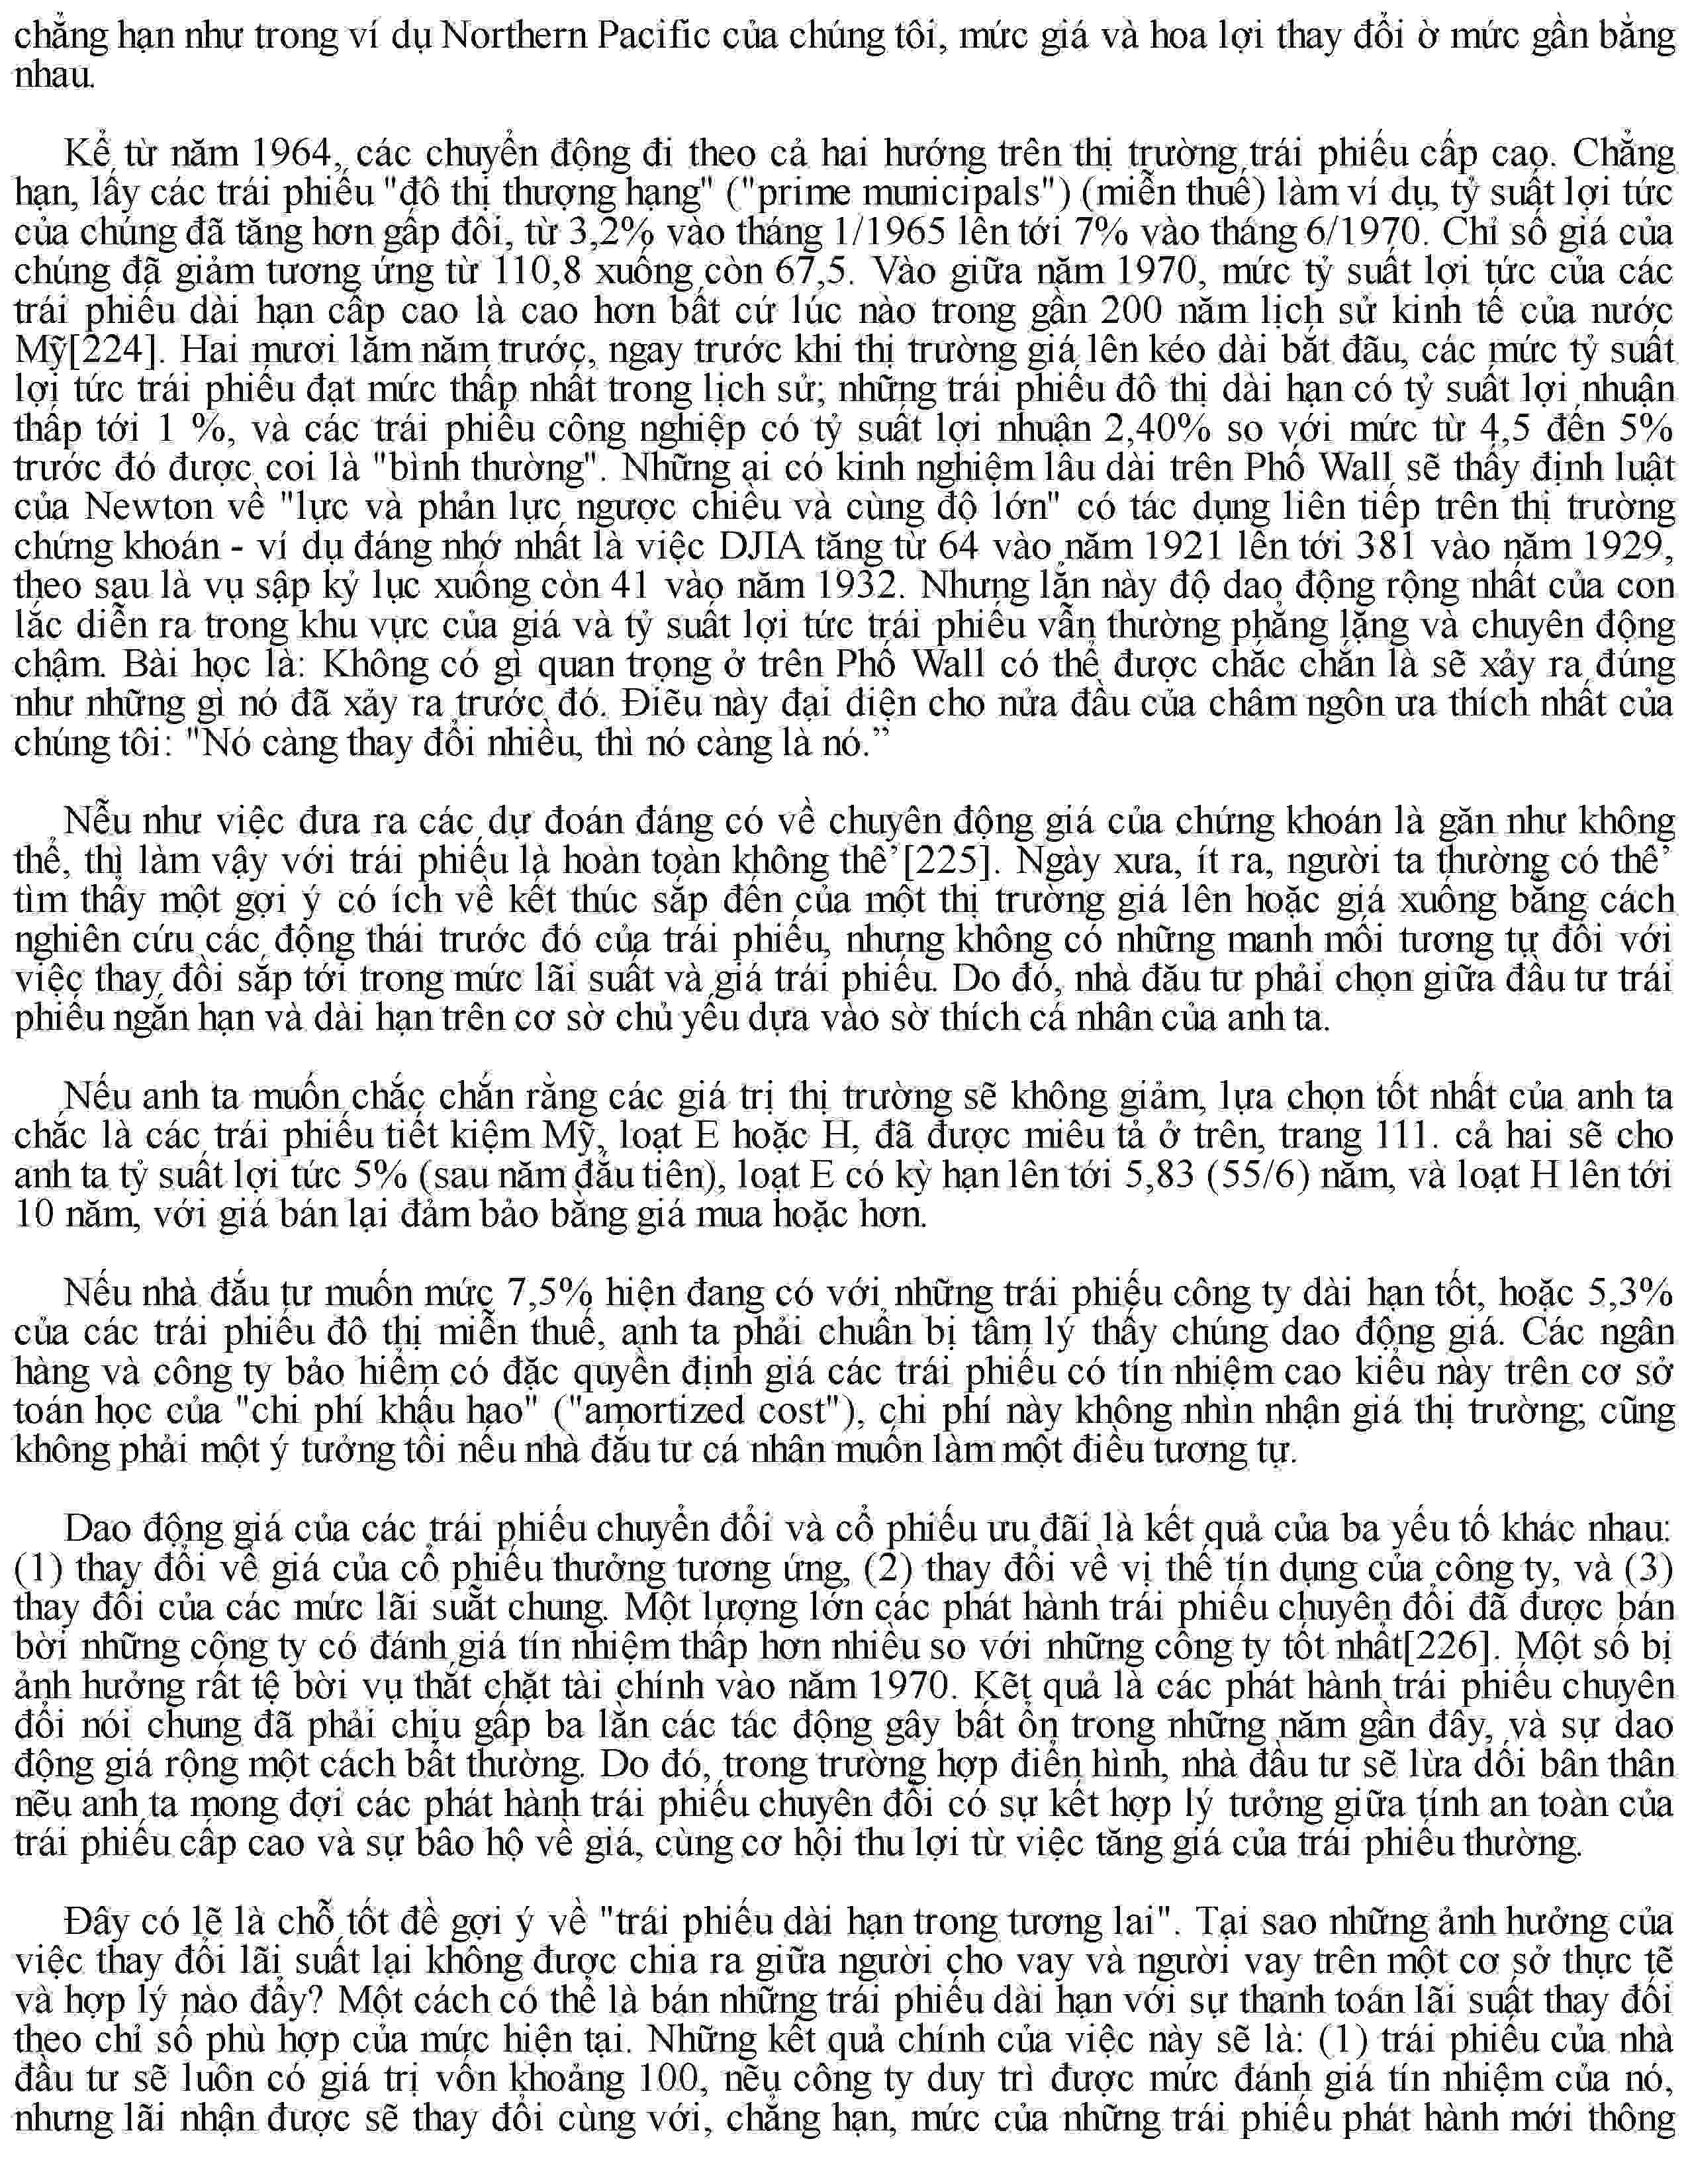 chẳng hạn như trong ví dụ Northern Pacific của chúng tôi, mức giá và hoa lợi thay đổi ờ mức gần bằng
nhau.
Kể từ năm 1964, các chuyển động đi theo cả hai hướng trên thị trường trái phiếu cấp cao. Chẳng
hạn, lấy các trái phiếu "đô thị thượng hạng" ("prime municipals") (miễn thuế) làm ví dụ, tỷ suất lợi tức
của chúng đã tăng hơn gấp đôi, từ 3,2% vào tháng 1/1965 lên tới 7% vào tháng 6/1970. Chỉ số giá của
chúng đã giảm tương ứng từ 110,8 xuống còn 67,5. Vào giữa năm 1970, mức tỷ suất lợi tức của các
trái phiếu dài hạn cấp cao là cao hơn bất cứ lúc nào trong gần 200 năm lịch sử kinh tế của nước
Mỹ[224]. Hai mươi lăm năm trước, ngay trước khi thị trường giá lên kéo dài bắt đãu, các mức tỷ suất
lợi tức trái phiếu đạt mức thấp nhất trong lịch sử; những trái phiếu đô thị dài hạn có tỷ suất lợi nhuận
thấp tới 1 %, và các trái phiếu công nghiệp có tỷ suất lợi nhuận 2,40% so với mức từ 4,5 đến 5%
trước đó được coi là "bình thường". Những ai có kinh nghiệm lâu dài trên Phố Wall sẽ thấy định luật
của Newton về "lực và phản lực ngược chiều và cùng độ lớn" có tác dụng liên tiếp trên thị trường
chứng khoán - ví dụ đáng nhớ nhất là việc DJIA tăng từ 64 vào năm 1921 lên tới 381 vào năm 1929,
theo sau là vụ sập kỷ lục xuống còn 41 vào năm 1932. Nhưng lần này độ dao động rộng nhất của con
lắc diễn ra trong khu vực của giá và tỷ suất lợi tức trái phiếu vẫn thường phẳng lặng và chuyên động
chậm. Bài học là: Không có gì quan trọng ở trên Phố Wall có thể được chắc chắn là sẽ xảy ra đúng
như những gì nó đã xảy ra trước đó. Điẽu này đại diện cho nửa đầu của châm ngôn ưa thích nhất của
chúng tôi: "Nó càng thay đổi nhiều, thì nó càng là nó.”
Nễu như việc đưa ra các dự đoán đáng có về chuyên động giá của chứng khoán là găn như không
thể, thì làm vậy với trái phiếu là hoàn toàn không thê’[225]. Ngày xưa, ít ra, người ta thường có thê’
tìm thấy một gợi ý có ích về kết thúc sắp đến của một thị trường giá lên hoặc giá xuống bằng cách
nghiên cứu các động thái trước đó của trái phiếu, nhưng không có những manh mối tương tự đối với
việc thay đồi sắp tới trong mức lãi suất và giá trái phiếu. Do đó, nhà đău tư phải chọn giữa đầu tư trái
phiếu ngắn hạn và dài hạn trên cơ sờ chủ yếu dựa vào sờ thích cá nhân của anh ta.
Nếu anh ta muốn chắc chắn rằng các giá trị thị trường sẽ không giảm, lựa chọn tốt nhất của anh ta
chắc là các trái phiếu tiết kiệm Mỹ, loạt E hoặc H, đã được miêu tả ở trên, trang 111. cả hai sẽ cho
anh ta tỷ suất lợi tức 5% (sau năm đầu tiên), loạt E có kỳ hạn lên tới 5,83 (55/6) năm, và loạt H lên tới
10 năm, với giá bán lại đảm bảo bằng giá mua hoặc hơn.
Nếu nhà đắu tư muốn mức 7,5% hiện đang có với những trái phiếu công ty dài hạn tốt, hoặc 5,3%
của các trái phiếu đô thị miễn thuế, anh ta phải chuẩn bị tâm lý thấy chúng dao động giá. Các ngân
hàng và công ty bảo hiểm có đặc quyền định giá các trái phiếu có tín nhiệm cao kiểu này trên cơ sở
toán học của "chi phí khấu hao" ("amortized cost"), chi phí này không nhìn nhận giá thị trường; cũng
không phải một ý tưởng tồi nếu nhà đắu tư cá nhân muốn làm một điều tương tự.
Dao động giá của các trái phiếu chuyển đổi và cổ phiếu ưu đãi là kết quả của ba yếu tố khác nhau:
(1) thay đổi về giá của cổ phiếu thưởng tương ứng, (2) thay đổi về vị thế tín dụng của công ty, và (3)
thay đổi của các mức lãi suẵt chung. Một lượng lớn các phát hành trái phiếu chuyên đổi đã được bán
bời những công ty có đánh giá tín nhiệm thấp hơn nhiều so với những công ty tốt nhất[226]. Một số bị
ảnh hưởng rất tệ bời vụ thắt chặt tài chính vào năm 1970. Kẽt quả là các phát hành trái phiếu chuyên
đổi nói chung đã phải chịu gấp ba lần các tác động gây bất ổn trong những năm gần đây, và sự dao
động giá rộng một cách bất thường. Do đó, trong trường hợp điển hình, nhà đầu tư sẽ lừa dối bân thân
nẽu anh ta mong đợi các phát hành trái phiếu chuyên đổi có sự kết hợp lý tưởng giữa tính an toàn của
trái phiếu cấp cao và sự bâo hộ về giá, cùng cơ hội thu lợi từ việc tăng giá của trái phiếu thường.
Đây có lẽ là chỗ tốt đề gợi ý về "trái phiếu dài hạn trong tương lai". Tại sao những ảnh hưởng của
việc thay đổi lãi suất lại không được chia ra giữa người cho vay và người vay trên một cơ sở thực tẽ
và hợp lý nào đấy? Một cách có thể là bán những trái phiếu dài hạn với sự thanh toán lãi suất thay đổi
theo chỉ số phù hợp của mức hiện tại. Những kết quả chính của việc này sẽ là: (1) trái phiếu của nhà
đầu tư sẽ luôn có giá trị vốn khoảng 100, nẽu công ty duy trì được mức đánh giá tín nhiệm của nó,
nhưng lãi nhận được sẽ thay đổi cùng với, chẳng hạn, mức của những trái phiếu phát hành mới thông